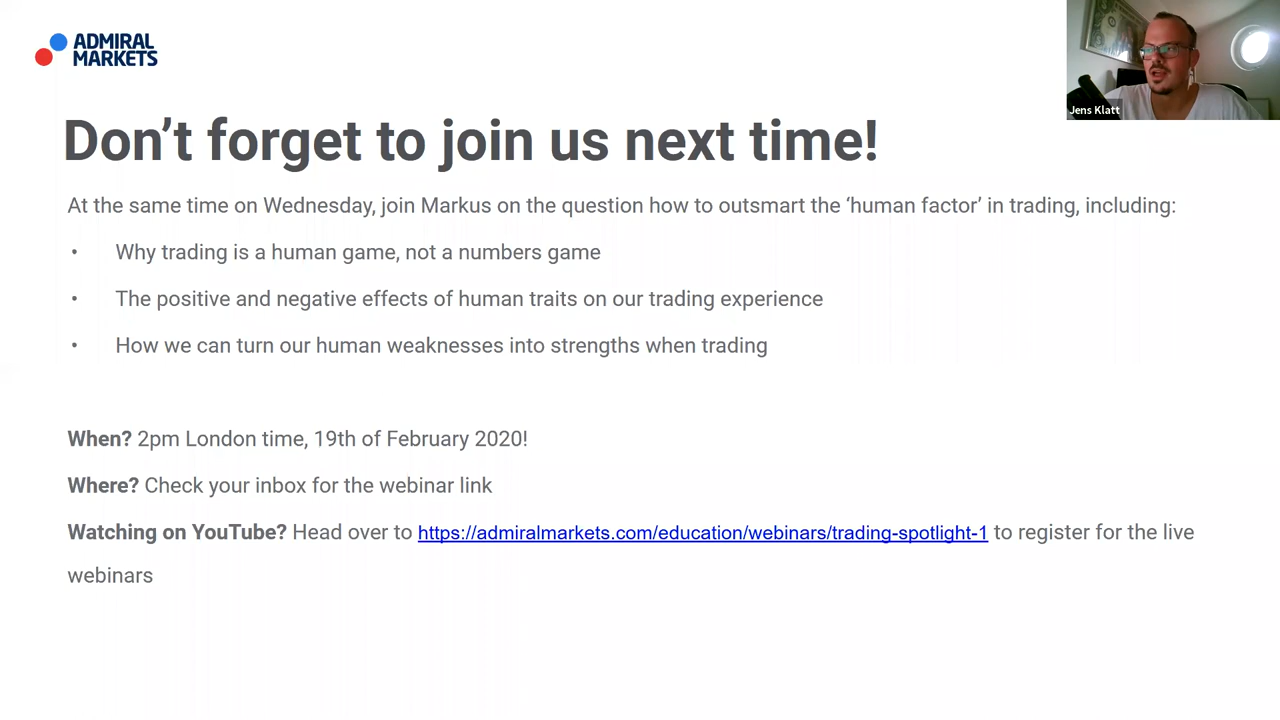 ADMIRAL
MARKETS
Jens Klatt
Don’t forget to join us next time!
At the same time on Wednesday, join Markus on the question how to outsmart the ‘human factor’ in trading, including:
• Why trading is a human game, not a numbers game
• The positive and negative effects of human traits on our trading experience
• How we can turn our human weaknesses into strengths when trading
When? 2pm London time, 19th of February 2020!
Where? Check your inbox for the webinar link
Watching on YouTube? Head over to https://admiralmarkets.com/education/webinars/trading-spotlight-1 to register for the live
webinars